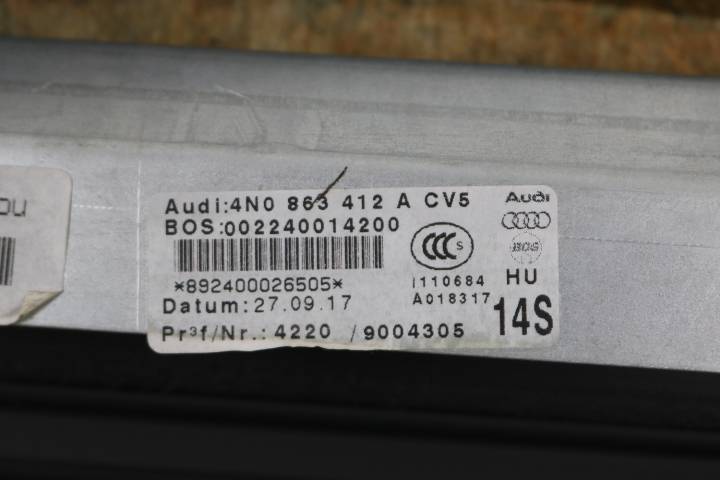 Audi:4N0 863 412 A CV5
BOS:002240014200
*892400026505*
Datum:27.09.17
Pr³f/Nr.: 4220 /9004305
CCC S
I110684
A018317
Audi
BOS
HU
14S
ou